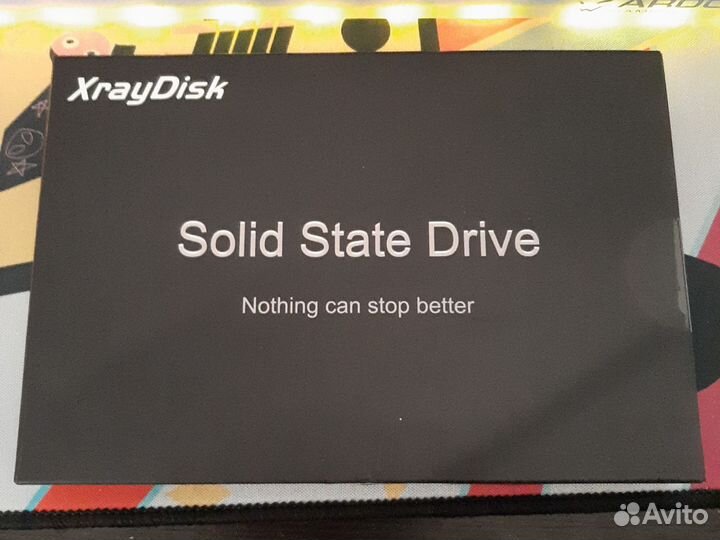 XrayDisk
Solid State Drive
Nothing can stop better
Avito